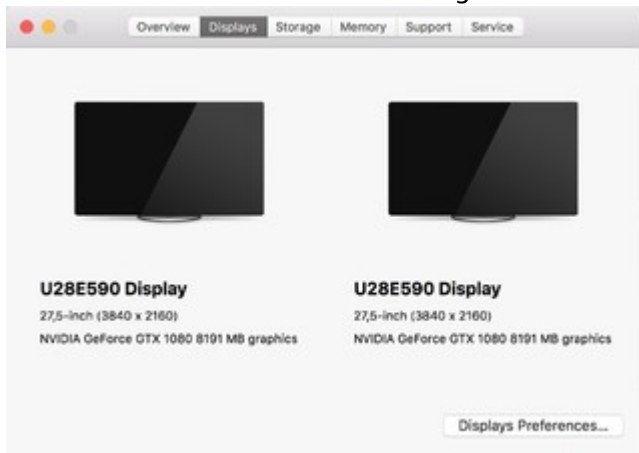 Overview Displays Storage Memory Support Service
U28E590 Display
27,5-inch (3840 x 2160)
NVIDIA GeForce GTX 1080 8191 MB graphics
U28E590 Display
27,5-inch (3840 x 2160)
NVIDIA GeForce GTX 1080 8191 MB graphics
Displays Preferences...